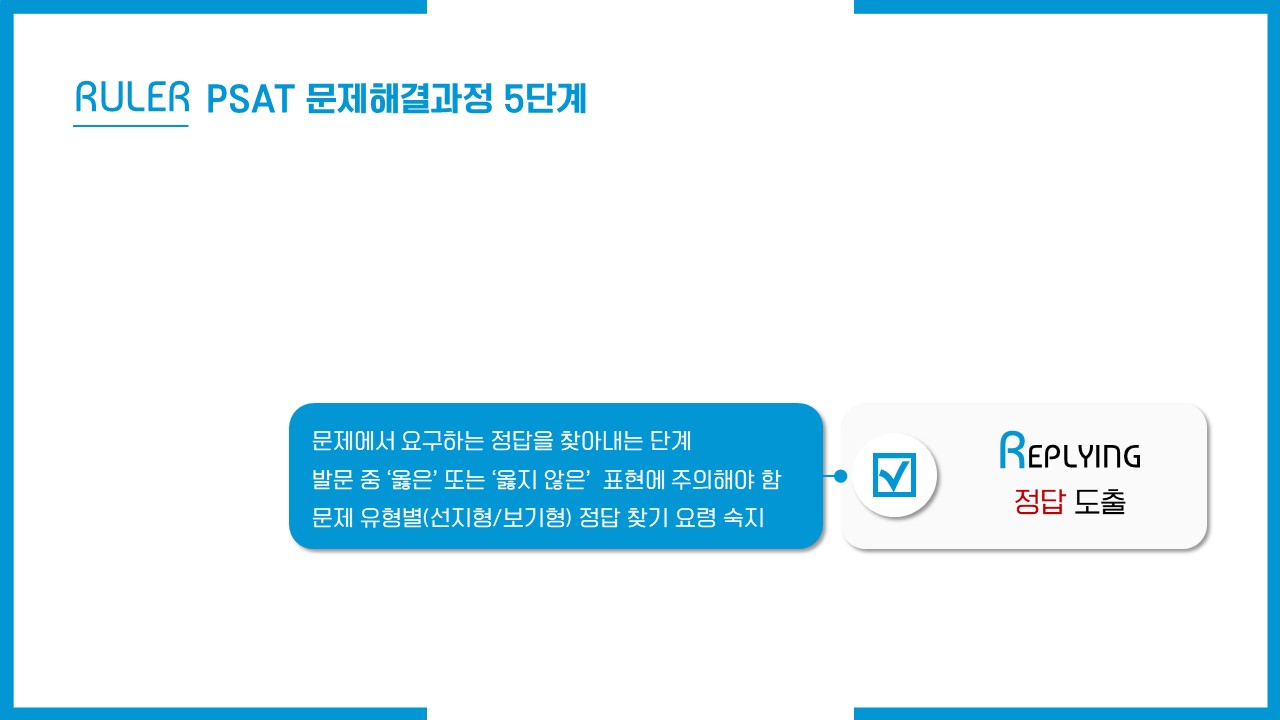 RULER PSAT 문제해결과정 5단계
문제에서 요구하는 정답을 찾아내는 단계
발문 중 ‘옳은’ 또는 ‘옳지 않은’ 표현에 주의해야 함
문제 유형별(선지형/보기형) 정답 찾기 요령 숙지
REPLYING
정답 도출